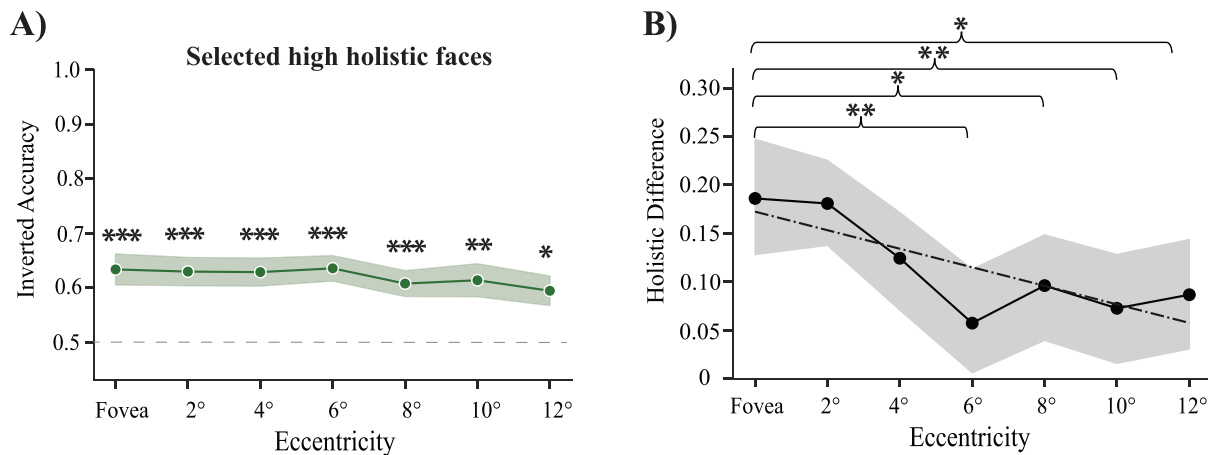 A)
Selected high holistic faces
Inverted Accuracy
1.0
0.9
0.8
0.7
0.6
0.5
*** *** *** *** *** ** *
Fovea 2° 4° 6° 8° 10° 12°
Eccentricity
B)
*
**
*
**
Holistic Difference
0.30
0.25
0.20
0.15
0.10
0.05
0
Fovea 2° 4° 6° 8° 10° 12°
Eccentricity